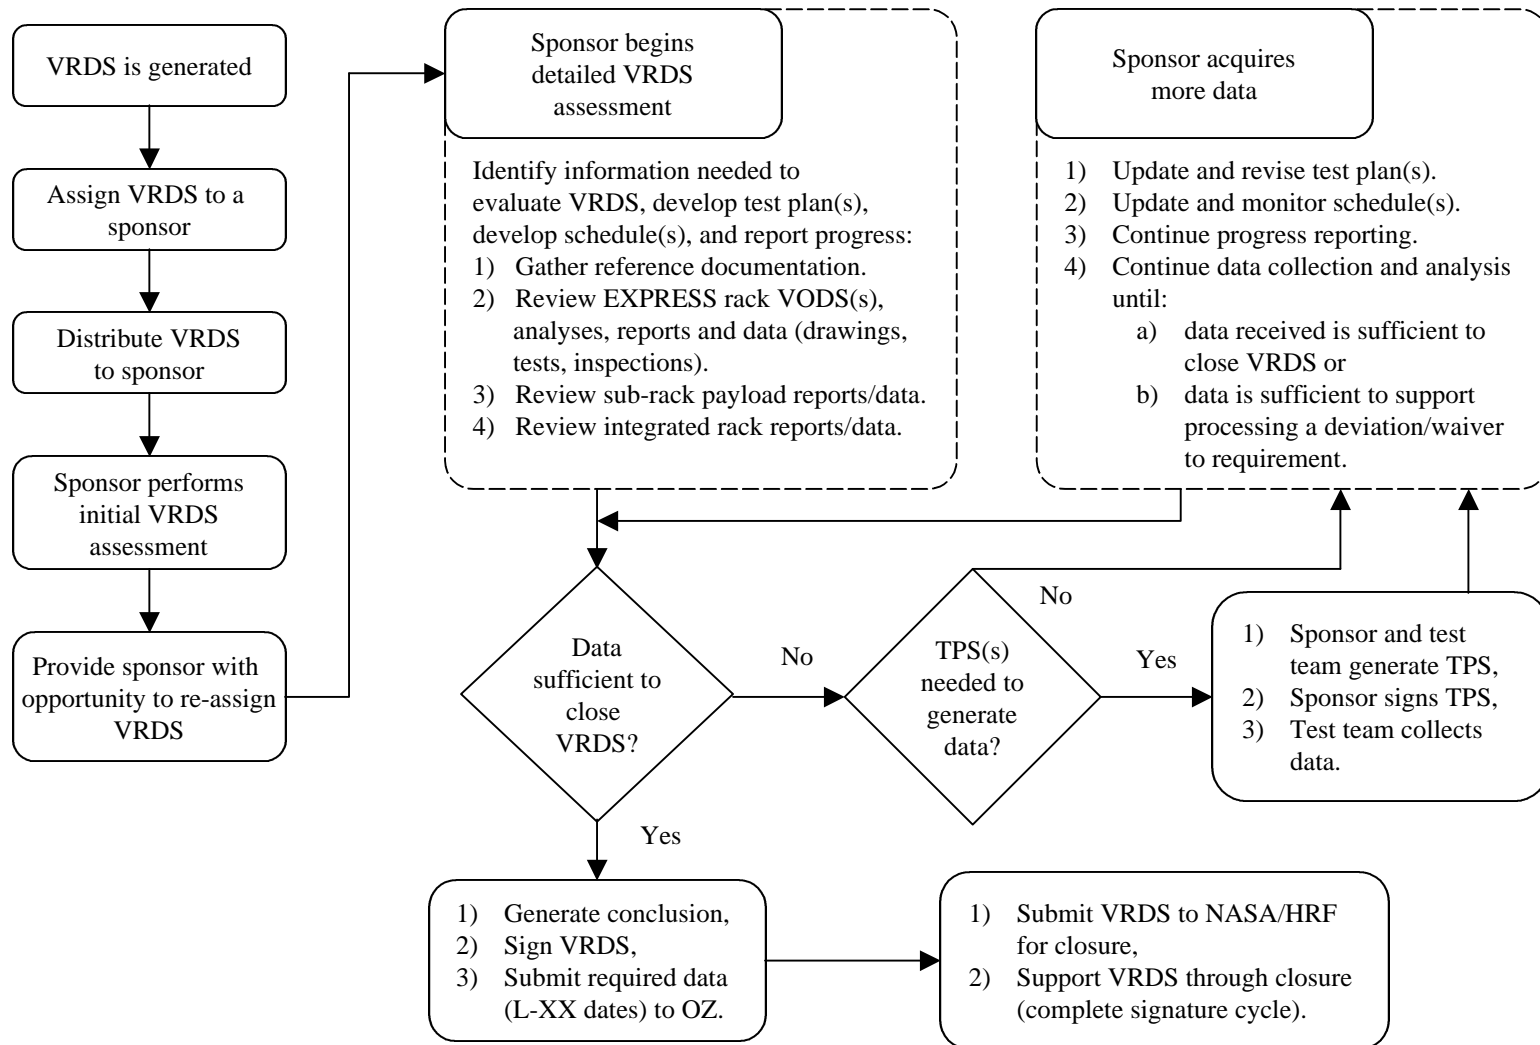 VRDS is generated
Assign VRDS to a
sponsor
Distribute VRDS
to sponsor
Sponsor performs
initial VRDS
assessment
Provide sponsor with
opportunity to re-assign
VRDS
Sponsor begins
detailed VRDS
assessment
Identify information needed to
evaluate VRDS, develop test plan(s),
develop schedule(s), and report progress:
1) Gather reference documentation.
2) Review EXPRESS rack VODS(s),
analyses, reports and data (drawings,
tests, inspections).
3) Review sub-rack payload reports/data.
4) Review integrated rack reports/data.
Sponsor acquires
more data
1) Update and revise test plan(s).
2) Update and monitor schedule(s).
3) Continue progress reporting.
4) Continue data collection and analysis
until:
a) data received is sufficient to
close VRDS or
b) data is sufficient to support
processing a deviation/waiver
to requirement.
Data
sufficient to
close
VRDS?
No
TPS(s)
needed to
generate
data?
No
Yes
1) Sponsor and test
team generate TPS,
2) Sponsor signs TPS,
3) Test team collects
data.
Yes
1) Generate conclusion,
2) Sign VRDS,
3) Submit required data
(L-XX dates) to OZ.
1) Submit VRDS to NASA/HRF
for closure,
2) Support VRDS through closure
(complete signature cycle).